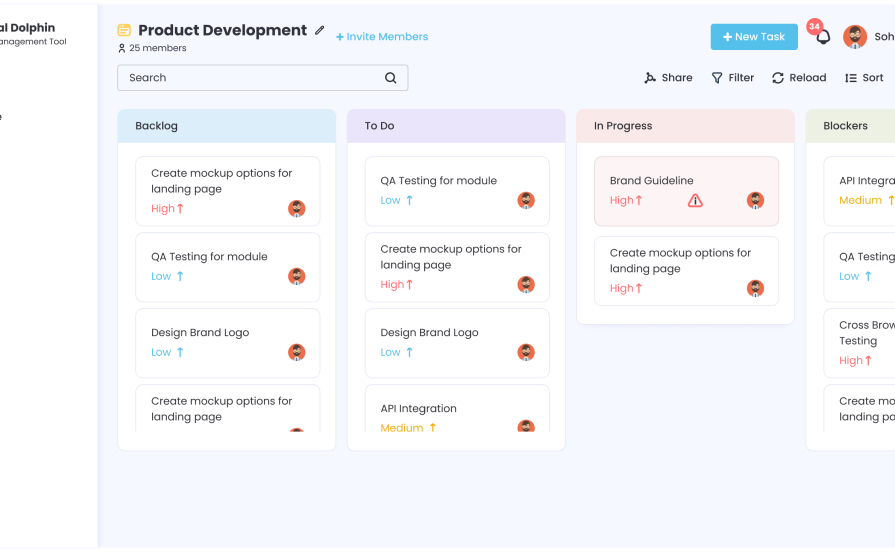 al Dolphin
anagement Tool
e
Product Development
25 members
+ Invite Members
+ New Task
34
Soh
Search
Share
Filter
Reload
Sort
Backlog
Create mockup options for
landing page
High
QA Testing for module
Low
Design Brand Logo
Low
Create mockup options for
landing page
To Do
QA Testing for module
Low
Create mockup options for
landing page
High
Design Brand Logo
Low
API Integration
Medium
In Progress
Brand Guideline
High
Create mockup options for
landing page
High
Blockers
API Integra
Medium
QA Testing
Low
Cross Brow
Testing
High
Create mo
landing pa